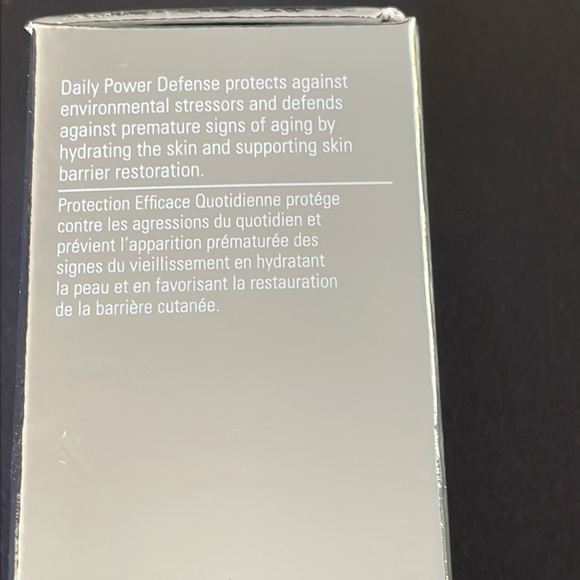 Daily Power Defense protects against
environmental stressors and defends
against premature signs of aging by
hydrating the skin and supporting skin
barrier restoration.
Protection Efficace Quotidienne protége
contre les agressions du quotidien et
prévient l'apparition prématurée des
signes du vieillissement en hydratant
la peau et en favorisant la restauration
de la barrière cutanée.